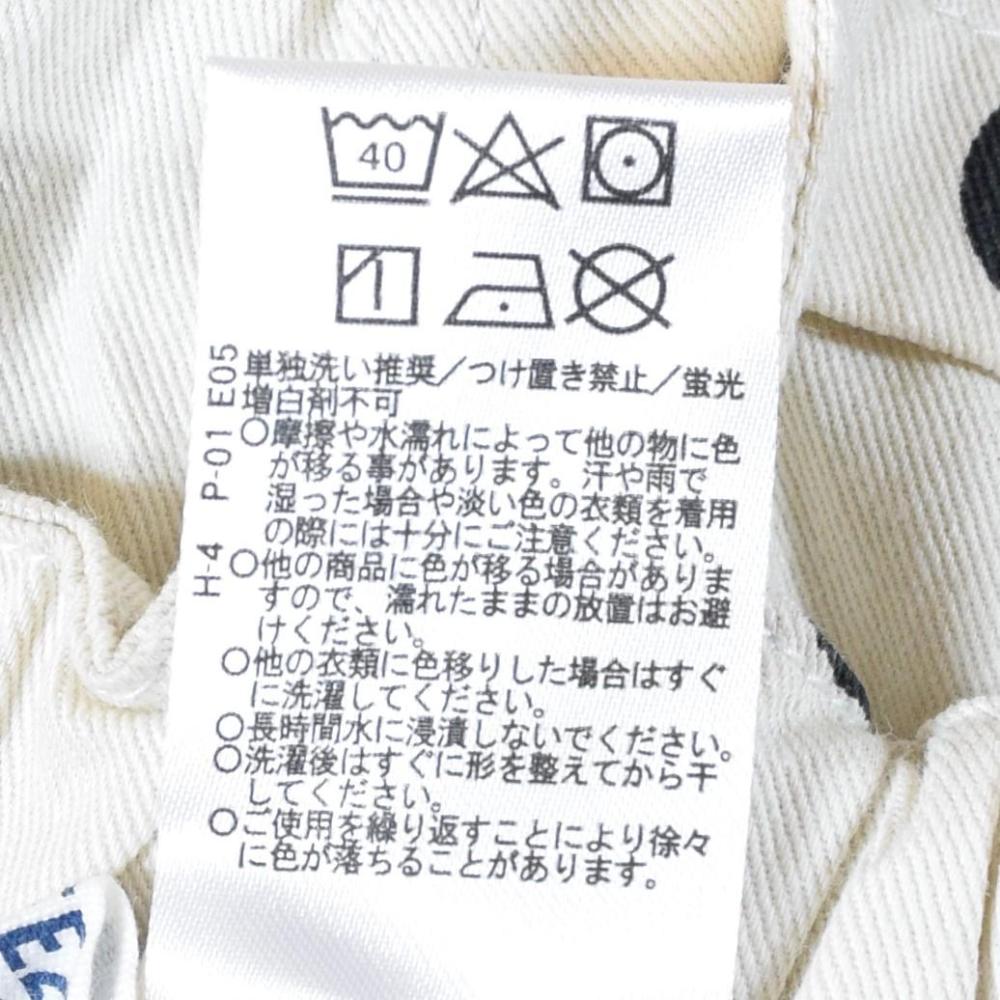 40
単独洗い推奨／つけ置き禁止／蛍光
増白剤不可
○摩擦や水濡れによって他の物に色
が移る事があります。汗や雨で
湿った場合や淡い色の衣類を着用
の際には十分にご注意ください。
○他の商品に色が移る場合がありま
すので、濡れたままの放置はお避
けください。
○他の衣類に色移りした場合はすぐ
に洗濯してください。
○長時間水に浸漬しないでください。
○洗濯後はすぐに形を整えてから干
してください。
○ご使用を繰り返すことにより徐々
に色が落ちることがあります。
H-4 P-01 E05